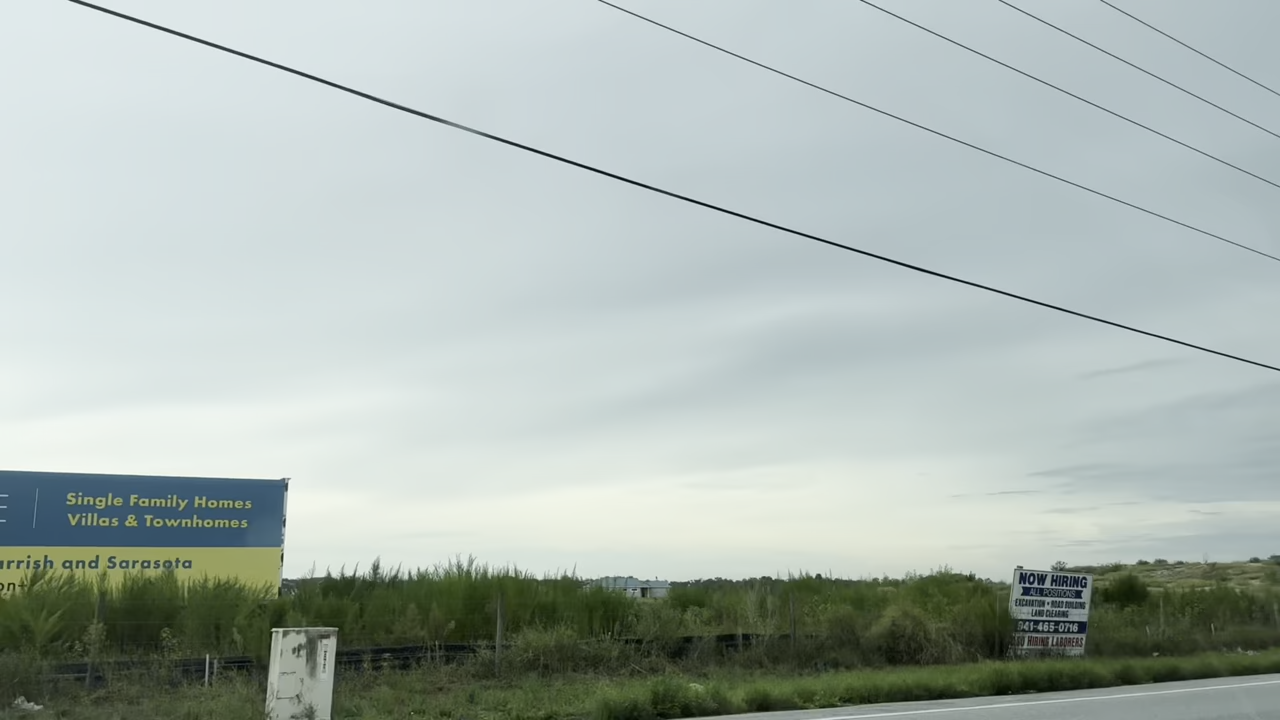 Single Family Homes
Villas & Townhomes
arrish and Sarasota
NOW HIRING
ALL POSITIONS
EXCAVATION • ROAD BUILDING
LAND CLEARING
941-465-0716
HIRING LABORERS